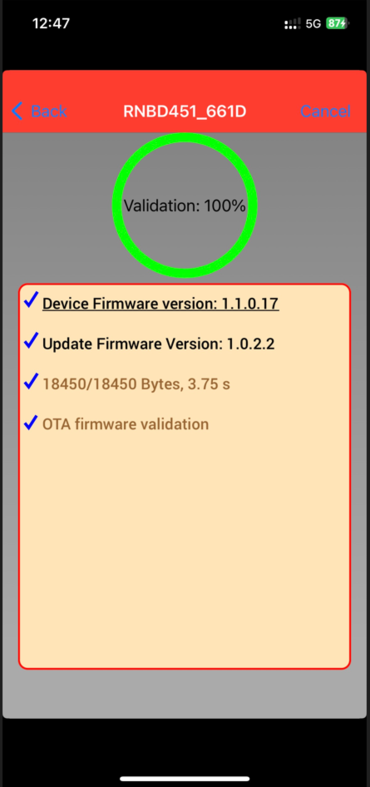 12:47 5G 87
Back RNBD451_661D Cancel
Validation: 100%
Device Firmware version: 1.1.0.17
Update Firmware Version: 1.0.2.2
18450/18450 Bytes, 3.75 s
OTA firmware validation